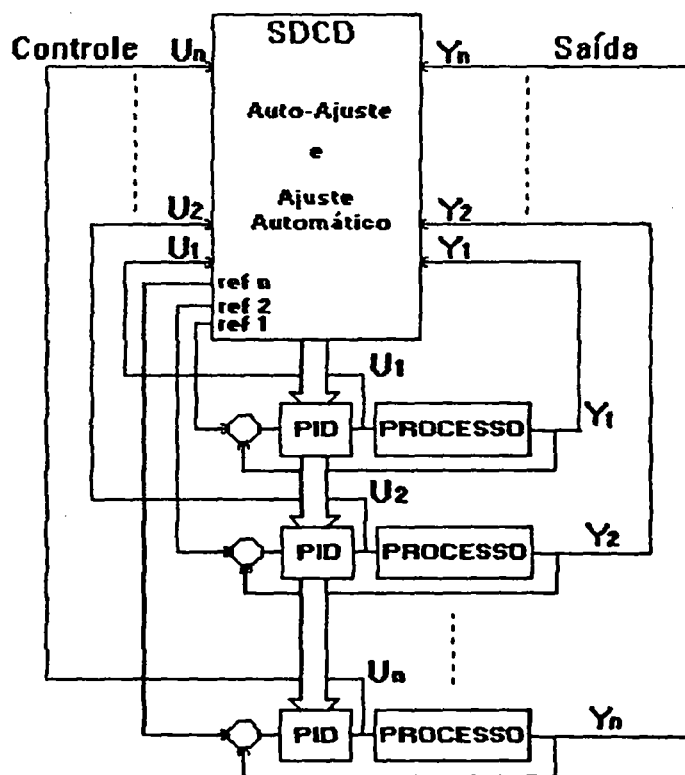 Controle Un SDCD Yn Saída
Auto-Ajuste
e
Ajuste
Automático
U2 Y2
U1 Y1
ref n
ref 2
ref 1
U1
PID PROCESSO Y1
U2
PID PROCESSO Y2
Un
PID PROCESSO Yn